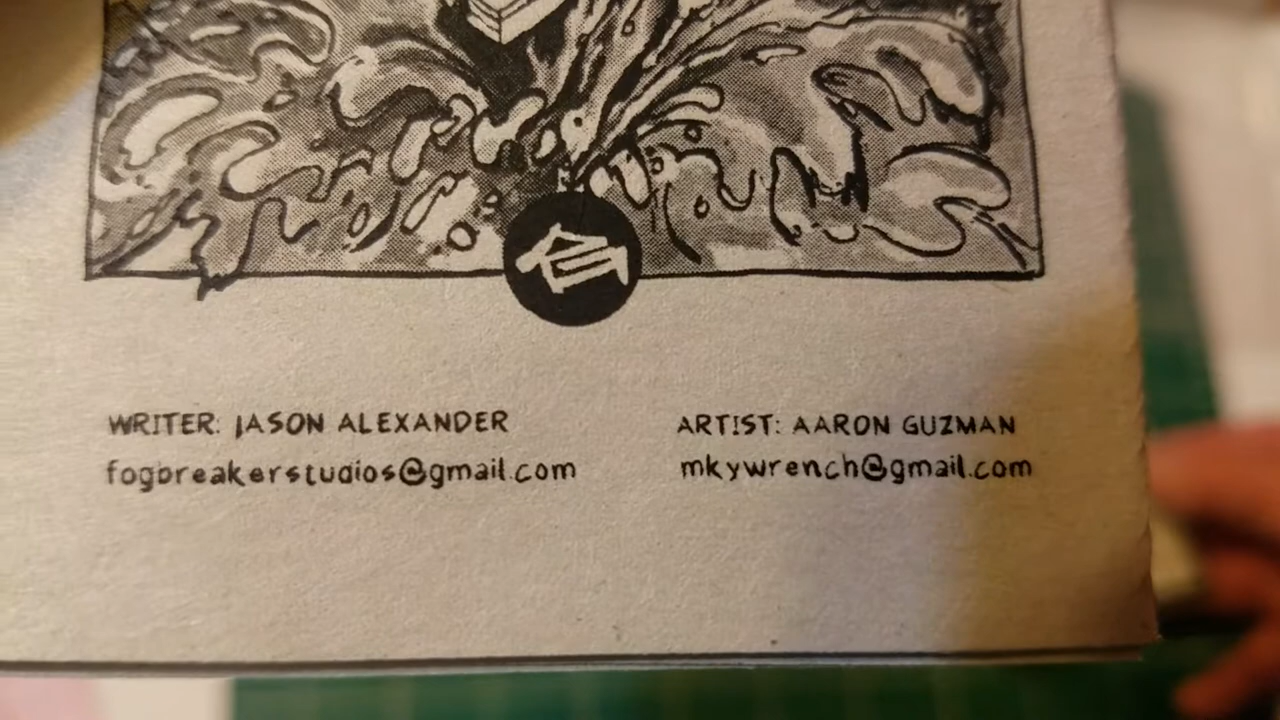 WRITER: JASON ALEXANDER
fogbreakerstudios@gmail.com
ARTIST: AARON GUZMAN
mkywrench@gmail.com